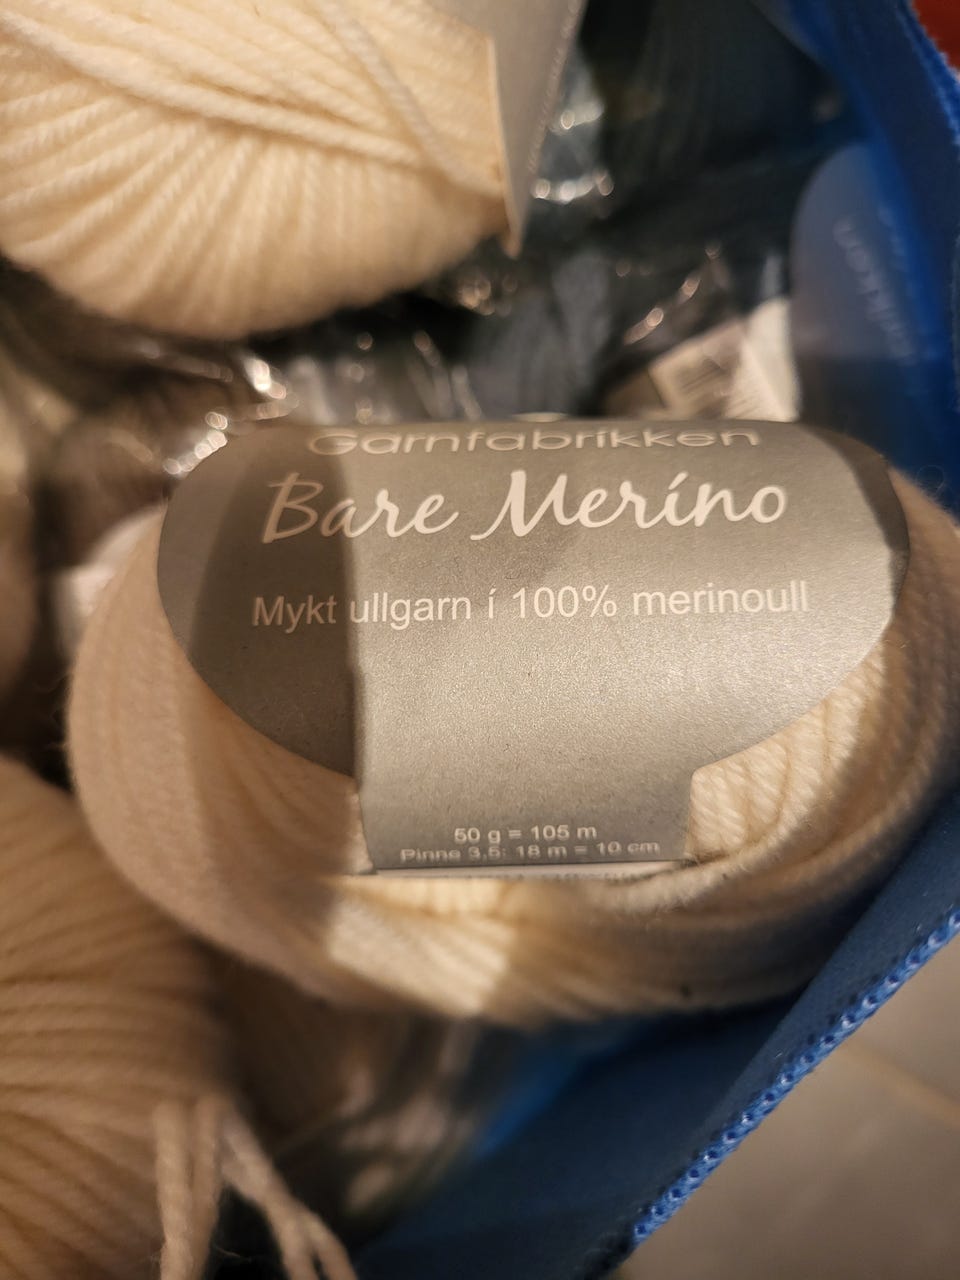 Garnfabrikken
Bare Meríno
Mykt ullgarn í 100% merinoull
50 g = 105 m
Pinne 3,5: 18 m = 10 cm